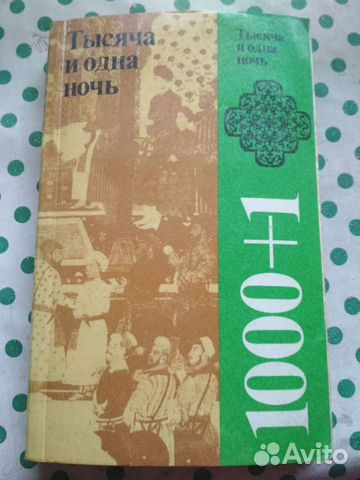 Тысяча
и одна
ночь
Тысяча
и одна
ночь
1000+1
Avito